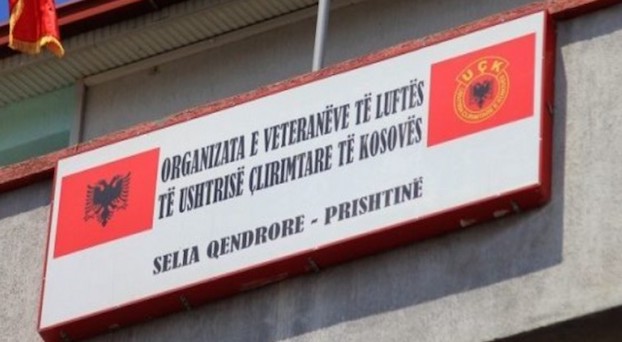 ORGANIZATA E VETERANËVE TË LUFTËS
TË USHTRISË ÇLIRIMTARE TË KOSOVËS
SELIA QENDRORE - PRISHTINË
UÇK